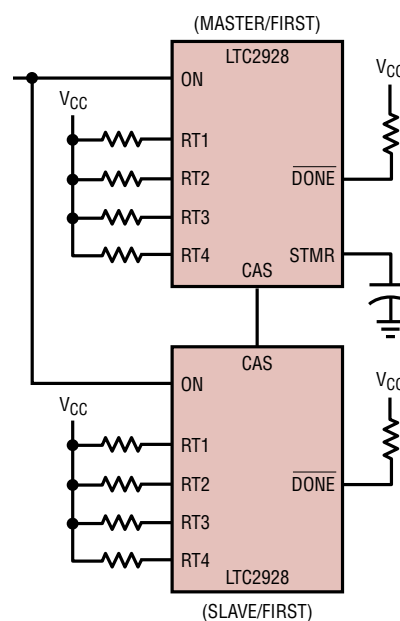 (MASTER/FIRST)
LTC2928
ON
VCC
VCC
RT1
RT2
RT3
RT4
DONE
STMR
CAS
CAS
ON
VCC
VCC
RT1
RT2
RT3
RT4
DONE
LTC2928
(SLAVE/FIRST)